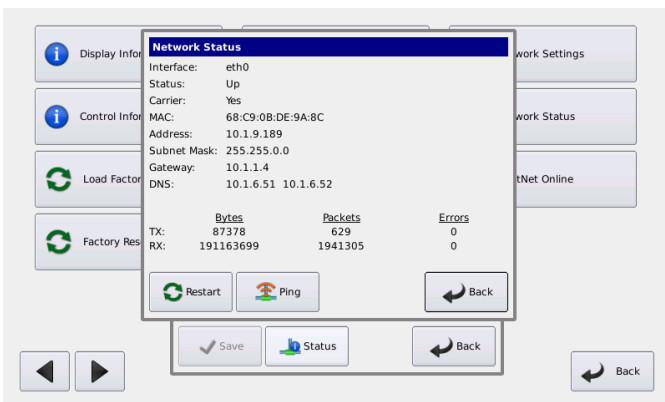 Display Infor
Control Infor
Load Factor
Factory Res
Network Status
Interface: eth0
Status: Up
Carrier: Yes
MAC: 68:C9:0B:DE:9A:8C
Address: 10.1.9.189
Subnet Mask: 255.255.0.0
Gateway: 10.1.1.4
DNS: 10.1.6.51 10.1.6.52
Bytes Packets Errors
TX: 87378 629 0
RX: 191163699 1941305 0
Restart Ping Back
work Settings
work Status
tNet Online
Save Status Back
Back